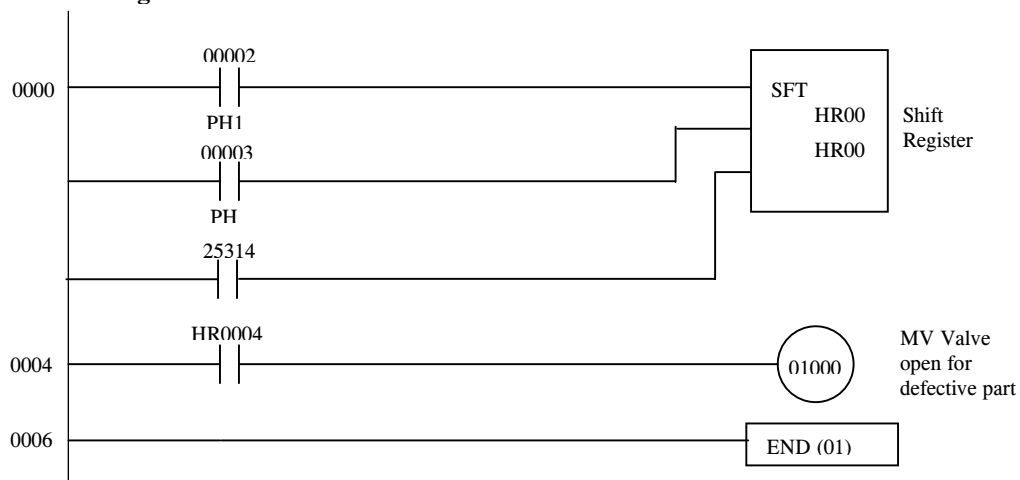 00002
0000
SFT
HR00
Shift
PH1
Register
00003
HR00
PH
25314
HR0004
MV Valve
0004
01000
open for
defective part
0006
END (01)